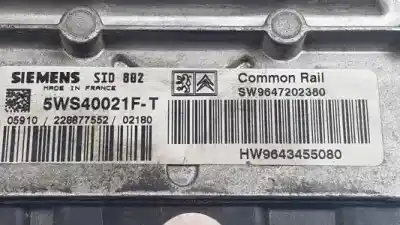 SIEMENS SID 802
MADE IN FRANCE
5WS40021F-T
05910 / 228877552 / 02180
Common Rail
SW9647202380
HW9643455080